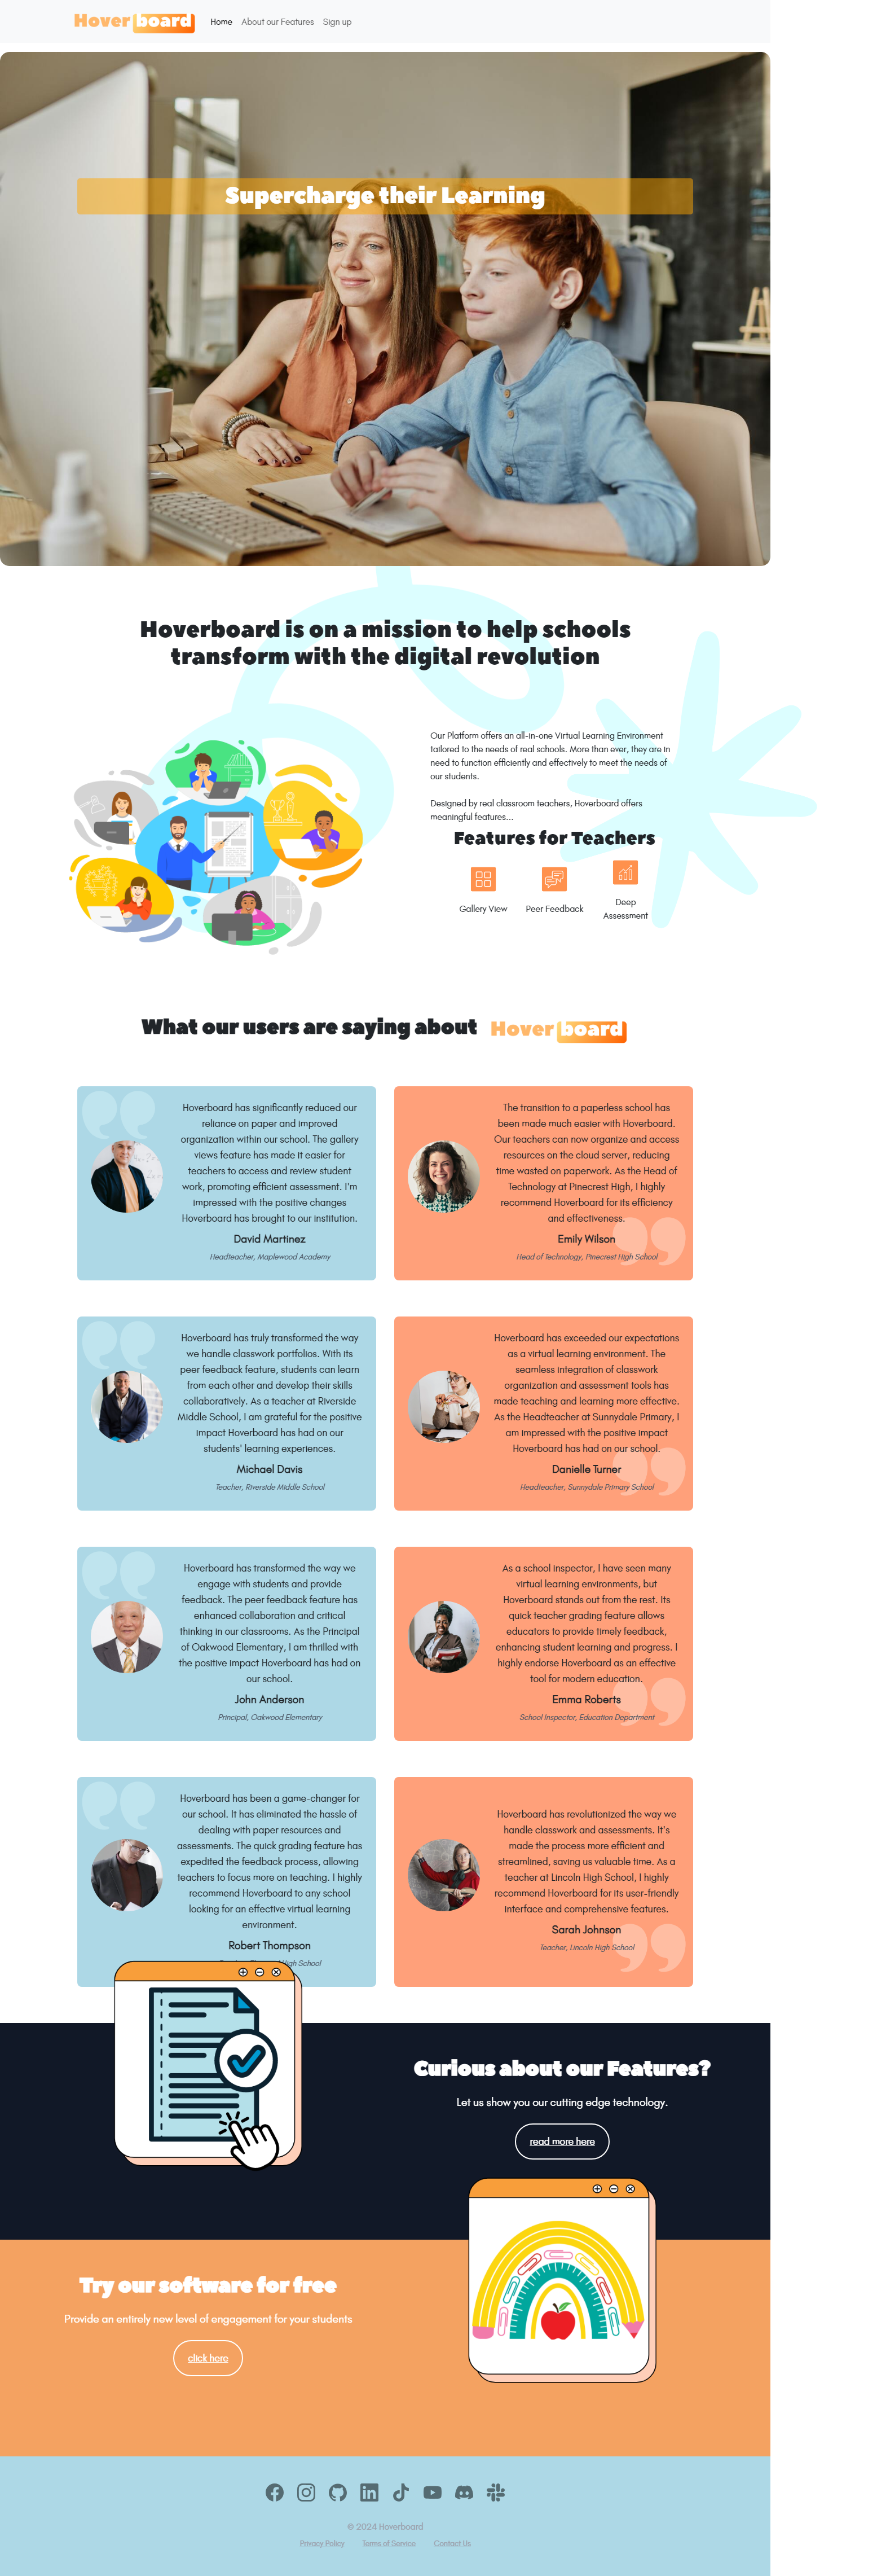 Hoverboard
Home
About our Features
Sign up
Supercharge their Learning
Hoverboard is on a mission to help schools
transform with the digital revolution
Our Platform offers an all-in-one Virtual Learning Environment
tailored to the needs of real schools. More than ever, they are in
need to function efficiently and effectively to meet the needs of
our students.
Designed by real classroom teachers, Hoverboard offers
meaningful features...
Features for Teachers
Gallery View
Peer Feedback
Deep
Assessment
What our users are saying about Hoverboard
Hoverboard has significantly reduced our
reliance on paper and improved
organization within our school. The gallery
views feature has made it easier for
teachers to access and review student
work, promoting efficient assessment. I'm
impressed with the positive changes
Hoverboard has brought to our institution.
David Martinez
Headteacher, Maplewood Academy
The transition to a paperless school has
been made much easier with Hoverboard.
Our teachers can now organize and access
resources on the cloud server, reducing
time wasted on paperwork. As the Head of
Technology at Pinecrest High, I highly
recommend Hoverboard for its efficiency
and effectiveness.
Emily Wilson
Head of Technology, Pinecrest High School
Hoverboard has truly transformed the way
we handle classwork portfolios. With its
peer feedback feature, students can learn
from each other and develop their skills
collaboratively. As a teacher at Riverside
Middle School, I am grateful for the positive
impact Hoverboard has had on our
students' learning experiences.
Michael Davis
Teacher, Riverside Middle School
Hoverboard has exceeded our expectations
as a virtual learning environment. The
seamless integration of classwork
organization and assessment tools has
made teaching and learning more effective.
As the Headteacher at Sunnydale Primary, I
am impressed with the positive impact
Hoverboard has had on our school.
Danielle Turner
Headteacher, Sunnydale Primary School
Hoverboard has transformed the way we
engage with students and provide
feedback. The peer feedback feature has
enhanced collaboration and critical
thinking in our classrooms. As the Principal
of Oakwood Elementary, I am thrilled with
the positive impact Hoverboard has had on
our school.
John Anderson
Principal, Oakwood Elementary
As a school inspector, I have seen many
virtual learning environments, but
Hoverboard stands out from the rest. Its
quick teacher grading feature allows
educators to provide timely feedback,
enhancing student learning and progress. I
highly endorse Hoverboard as an effective
tool for modern education.
Emma Roberts
School Inspector, Education Department
Hoverboard has been a game-changer for
our school. It has eliminated the hassle of
dealing with paper resources and
assessments. The quick grading feature has
expedited the feedback process, allowing
teachers to focus more on teaching. I highly
recommend Hoverboard to any school
looking for an effective virtual learning
environment.
Robert Thompson
High School
Hoverboard has revolutionized the way we
handle classwork and assessments. It's
made the process more efficient and
streamlined, saving us valuable time. As a
teacher at Lincoln High School, I highly
recommend Hoverboard for its user-friendly
interface and comprehensive features.
Sarah Johnson
Teacher, Lincoln High School
Curious about our Features?
Let us show you our cutting edge technology.
read more here
Try our software for free
Provide an entirely new level of engagement for your students
click here
© 2024 Hoverboard
Privacy Policy
Terms of Service
Contact Us